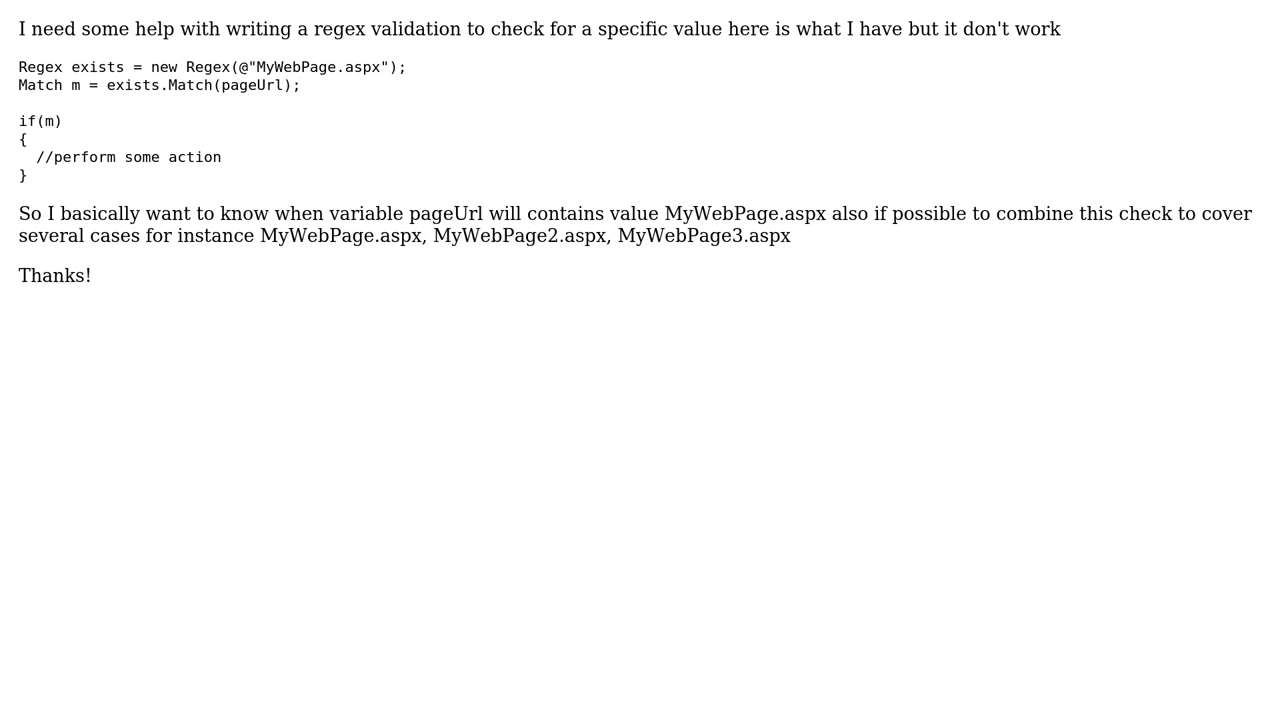 I need some help with writing a regex validation to check for a specific value here is what I have but it don't work
Regex exists = new Regex(@"MyWebPage.aspx");
Match m = exists.Match(pageUrl);
if(m)
{
  //perform some action
}
So I basically want to know when variable pageUrl will contains value MyWebPage.aspx also if possible to combine this check to cover
several cases for instance MyWebPage.aspx, MyWebPage2.aspx, MyWebPage3.aspx
Thanks!